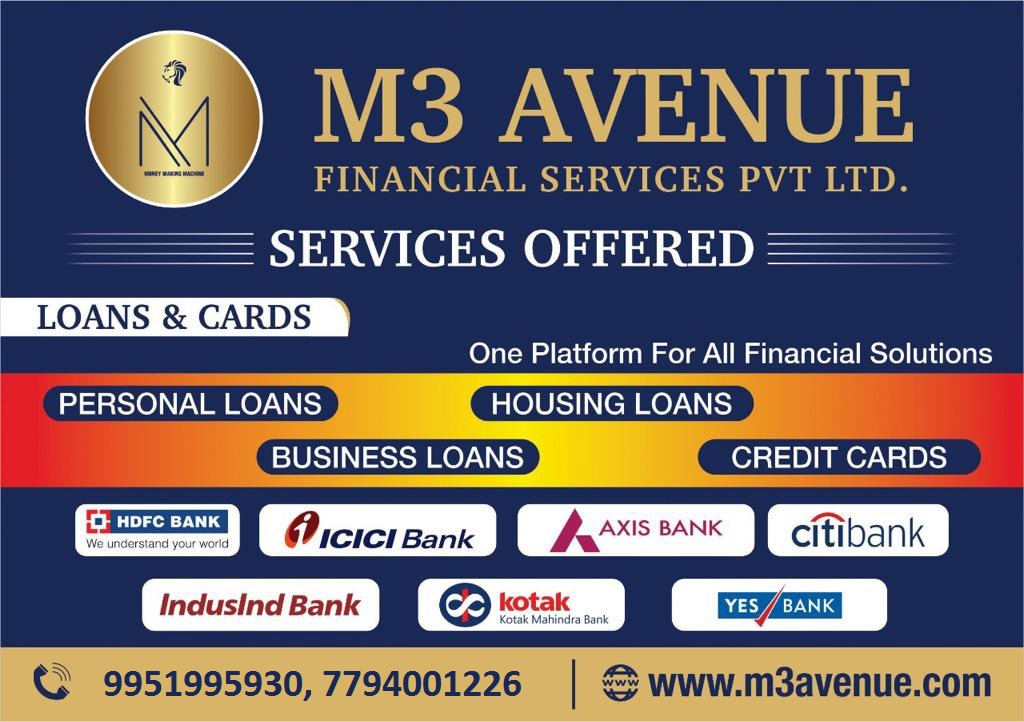 MONEY MAKING MACHINE
M3 AVENUE
FINANCIAL SERVICES PVT LTD.
SERVICES OFFERED
LOANS & CARDS
One Platform For All Financial Solutions
PERSONAL LOANS
HOUSING LOANS
BUSINESS LOANS
CREDIT CARDS
HDFC BANK
We understand your world
ICICI Bank
AXIS BANK
citibank
IndusInd Bank
kotak
Kotak Mahindra Bank
YES BANK
9951995930, 7794001226
www.m3avenue.com